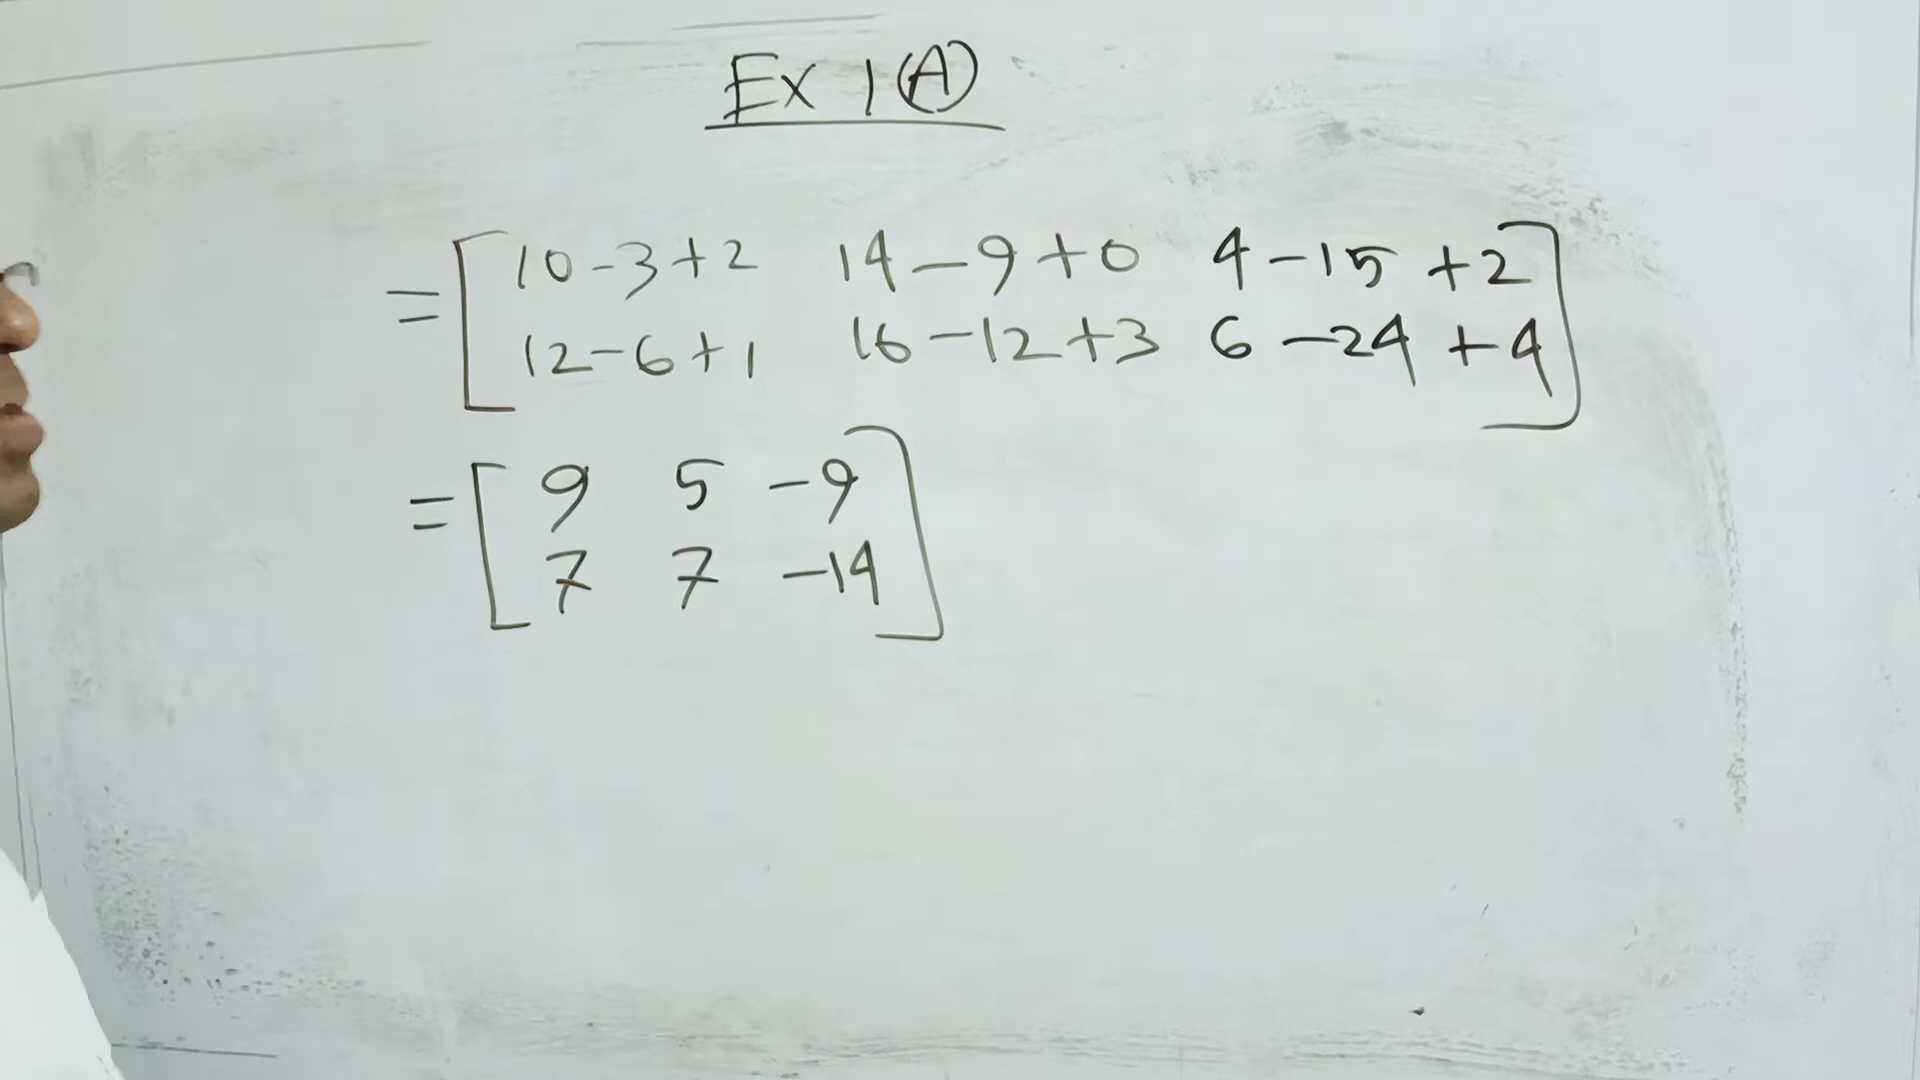 Ex 1(A)
= [ 10-3+2 14-9+0 4-15+2
12-6+1 16-12+3 6-24+4 ]
= [ 9 5 -9
7 7 -14 ]